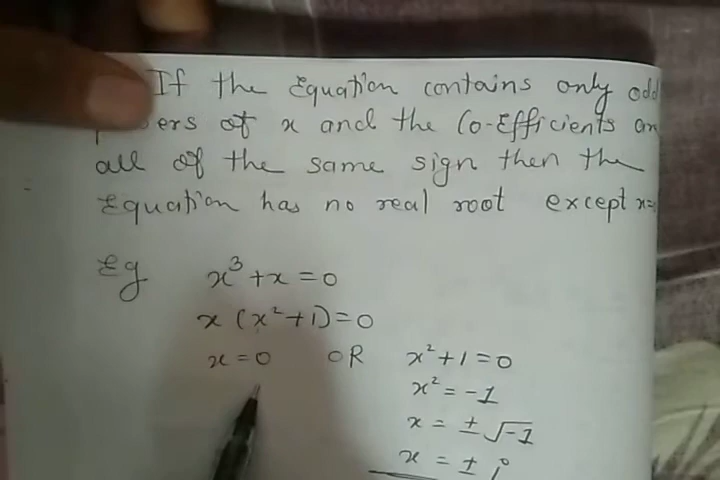 If the Equation contains only odd
of x and the Co-Efficients
all of the same sign then the
Equation has no real root except x=
Eg x³ + x = 0
x (x² + 1) = 0
x = 0 OR x² + 1 = 0
x² = -1
x = ± √-1
x = ± i